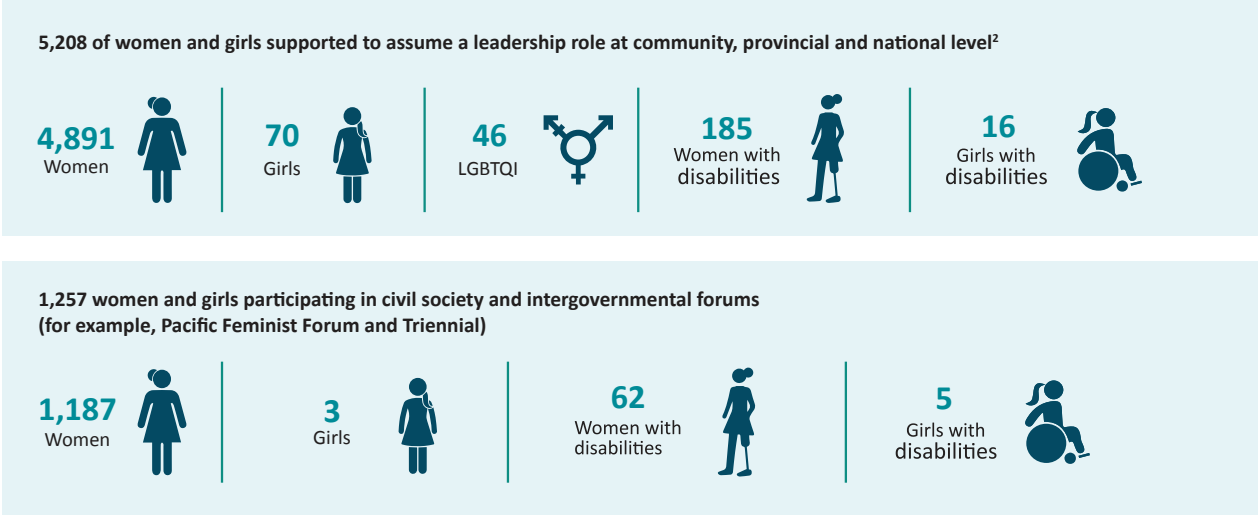 5,208 of women and girls supported to assume a leadership role at community, provincial and national level²
4,891
Women
70
Girls
46
LGBTQI
185
Women with
disabilities
16
Girls with
disabilities
1,257 women and girls participating in civil society and intergovernmental forums
(for example, Pacific Feminist Forum and Triennial)
1,187
Women
3
Girls
62
Women with
disabilities
5
Girls with
disabilities